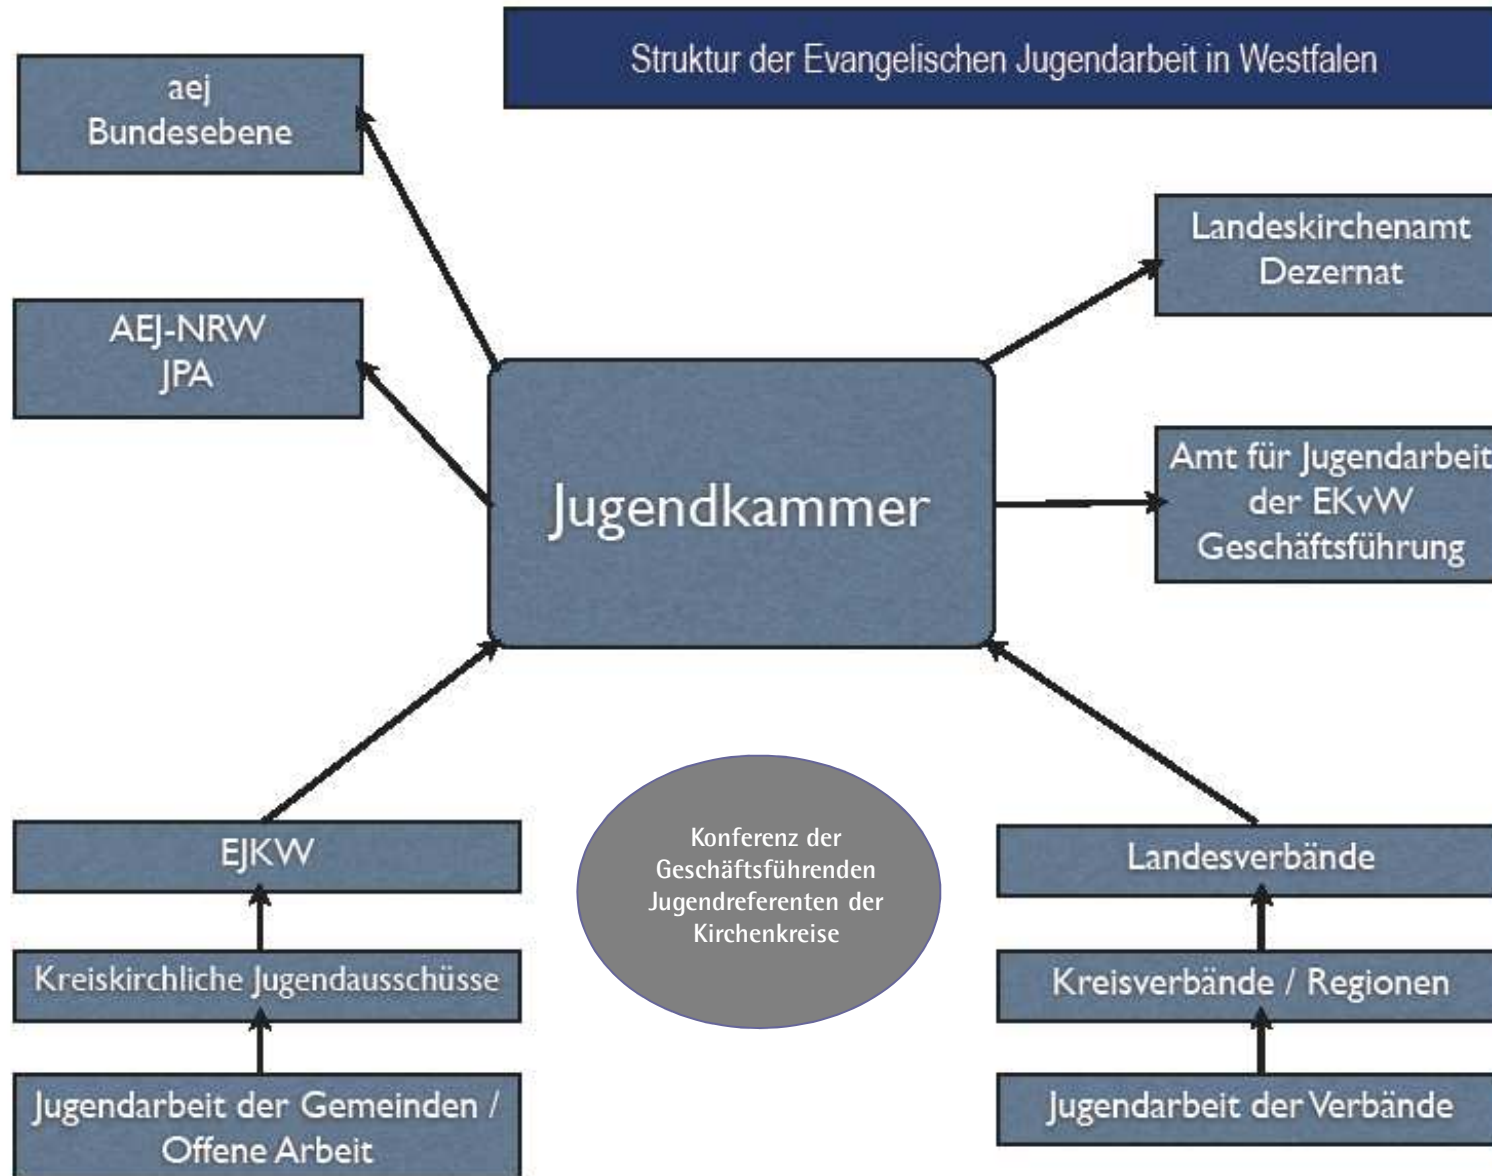 Struktur der Evangelischen Jugendarbeit in Westfalen
aej
Bundesebene
Landeskirchenamt
Dezernat
AEJ-NRW
JPA
Jugendkammer
Amt für Jugendarbeit
der EKvW
Geschäftsführung
EJKW
Konferenz der
Geschäftsführenden
Jugendreferenten der
Kirchenkreise
Landesverbände
Kreiskirchliche Jugendausschüsse
Kreisverbände / Regionen
Jugendarbeit der Gemeinden /
Offene Arbeit
Jugendarbeit der Verbände